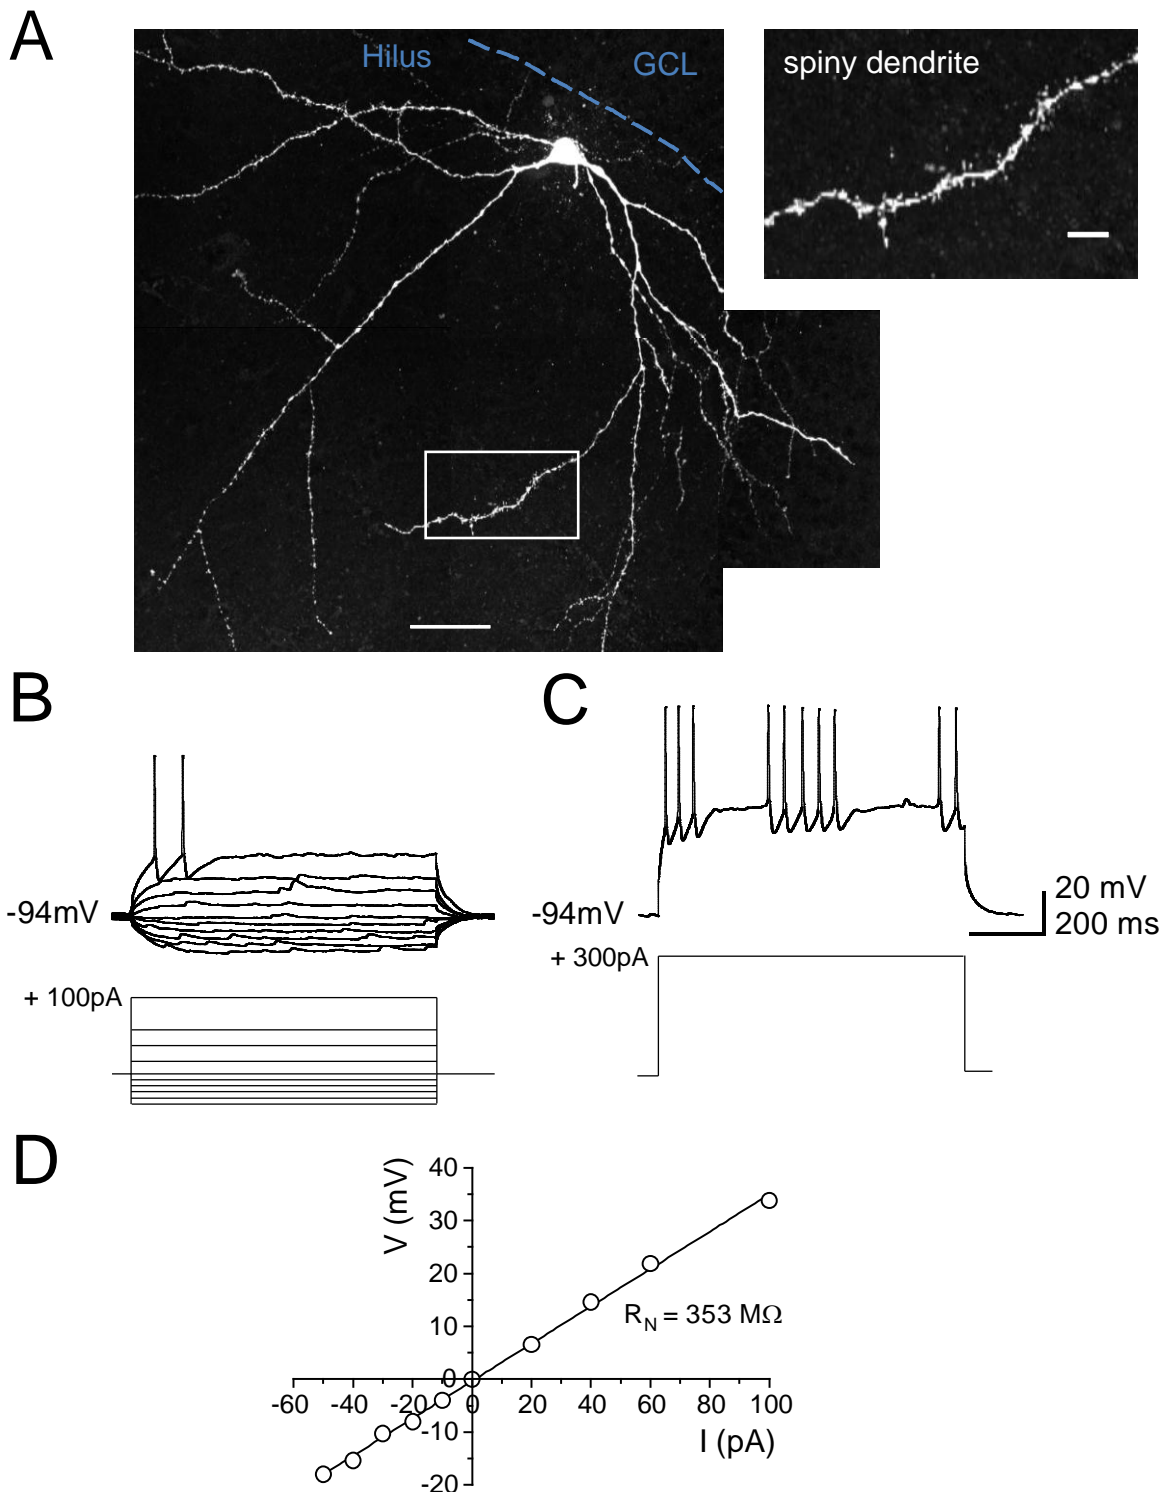 A
Hilus
GCL
spiny dendrite
B
-94mV
+ 100pA
C
-94mV
20 mV
200 ms
+ 300pA
D
V (mV)
40
30
20
10
0
-10
-20
-60 -40 -20 0 20 40 60 80 100
I (pA)
R_N = 353 MΩ